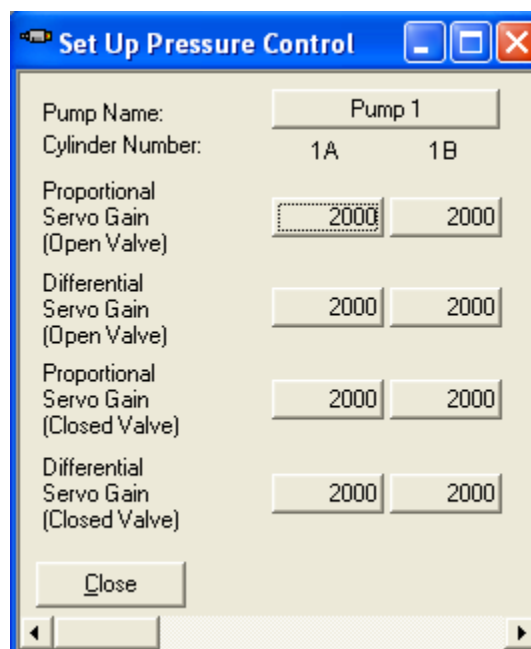 Set Up Pressure Control
Pump Name: Pump 1
Cylinder Number: 1A 1B
Proportional
Servo Gain 2000 2000
(Open Valve)
Differential
Servo Gain 2000 2000
(Open Valve)
Proportional
Servo Gain 2000 2000
(Closed Valve)
Differential
Servo Gain 2000 2000
(Closed Valve)
Close